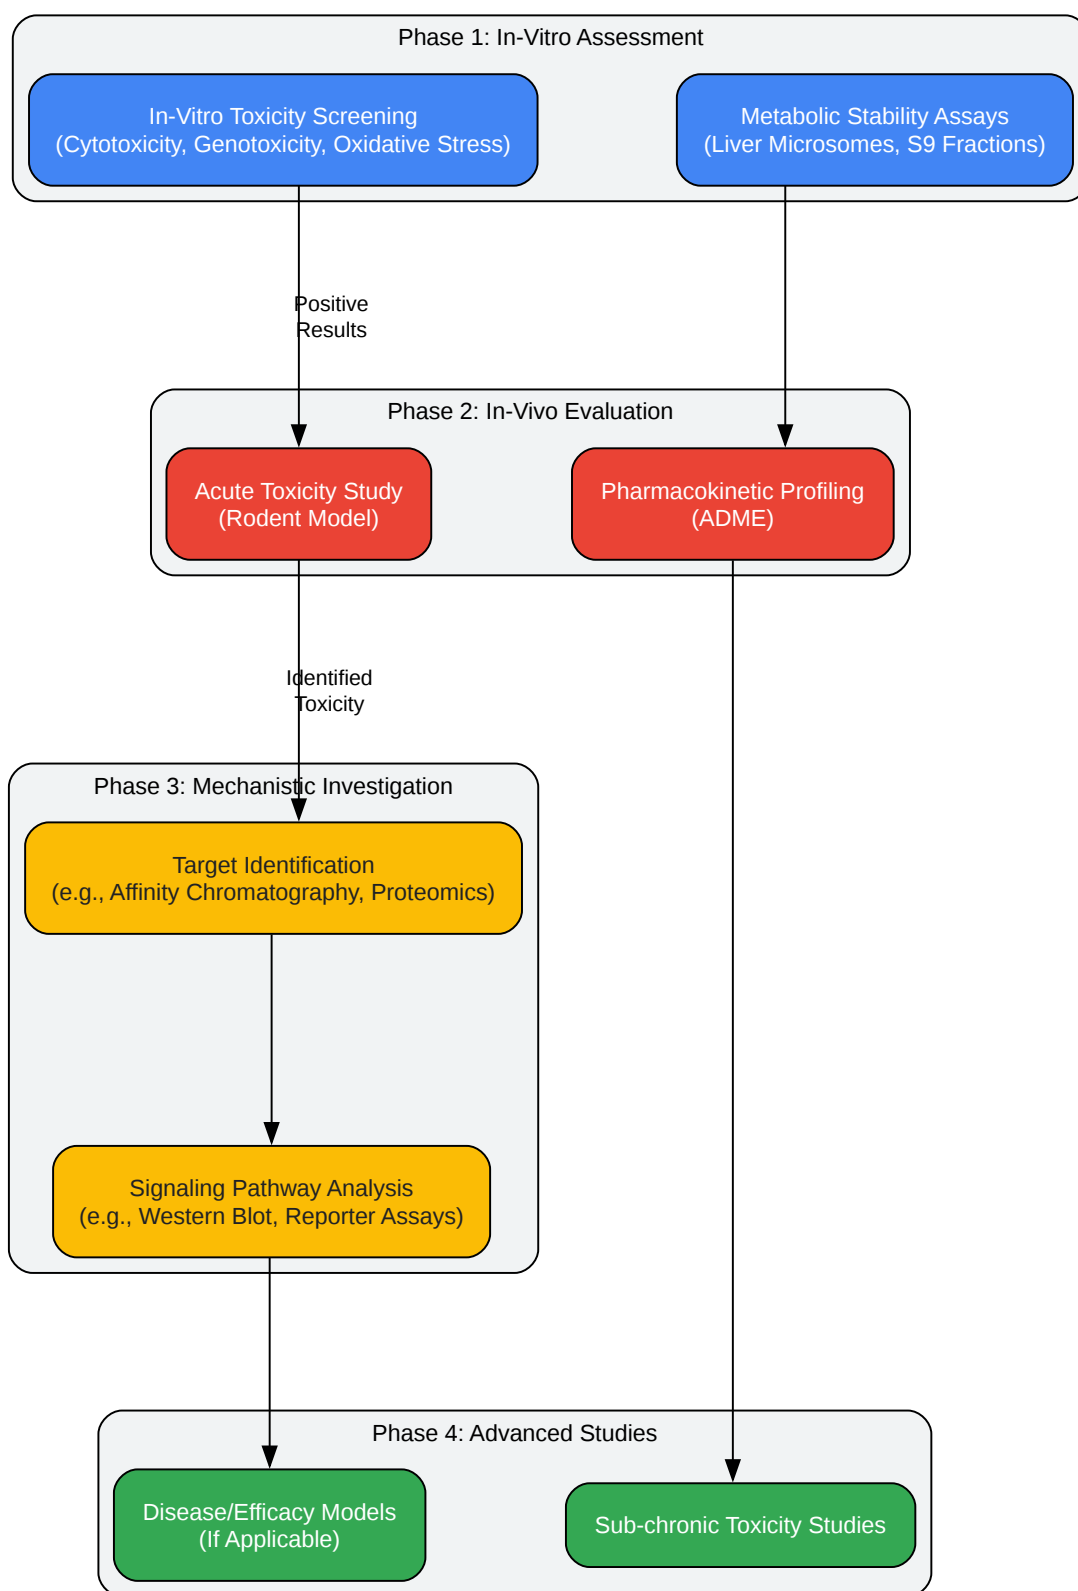 Phase 1: In-Vitro Assessment
In-Vitro Toxicity Screening
(Cytotoxicity, Genotoxicity, Oxidative Stress)
Metabolic Stability Assays
(Liver Microsomes, S9 Fractions)
Positive
Results
Phase 2: In-Vivo Evaluation
Acute Toxicity Study
(Rodent Model)
Pharmacokinetic Profiling
(ADME)
Identified
Toxicity
Phase 3: Mechanistic Investigation
Target Identification
(e.g., Affinity Chromatography, Proteomics)
Signaling Pathway Analysis
(e.g., Western Blot, Reporter Assays)
Phase 4: Advanced Studies
Disease/Efficacy Models
(If Applicable)
Sub-chronic Toxicity Studies